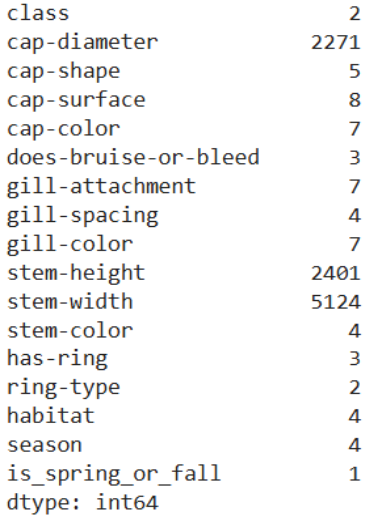 class 2
cap-diameter 2271
cap-shape 5
cap-surface 8
cap-color 7
does-bruise-or-bleed 3
gill-attachment 7
gill-spacing 4
gill-color 7
stem-height 2401
stem-width 5124
stem-color 4
has-ring 3
ring-type 2
habitat 4
season 4
is_spring_or_fall 1
dtype: int64